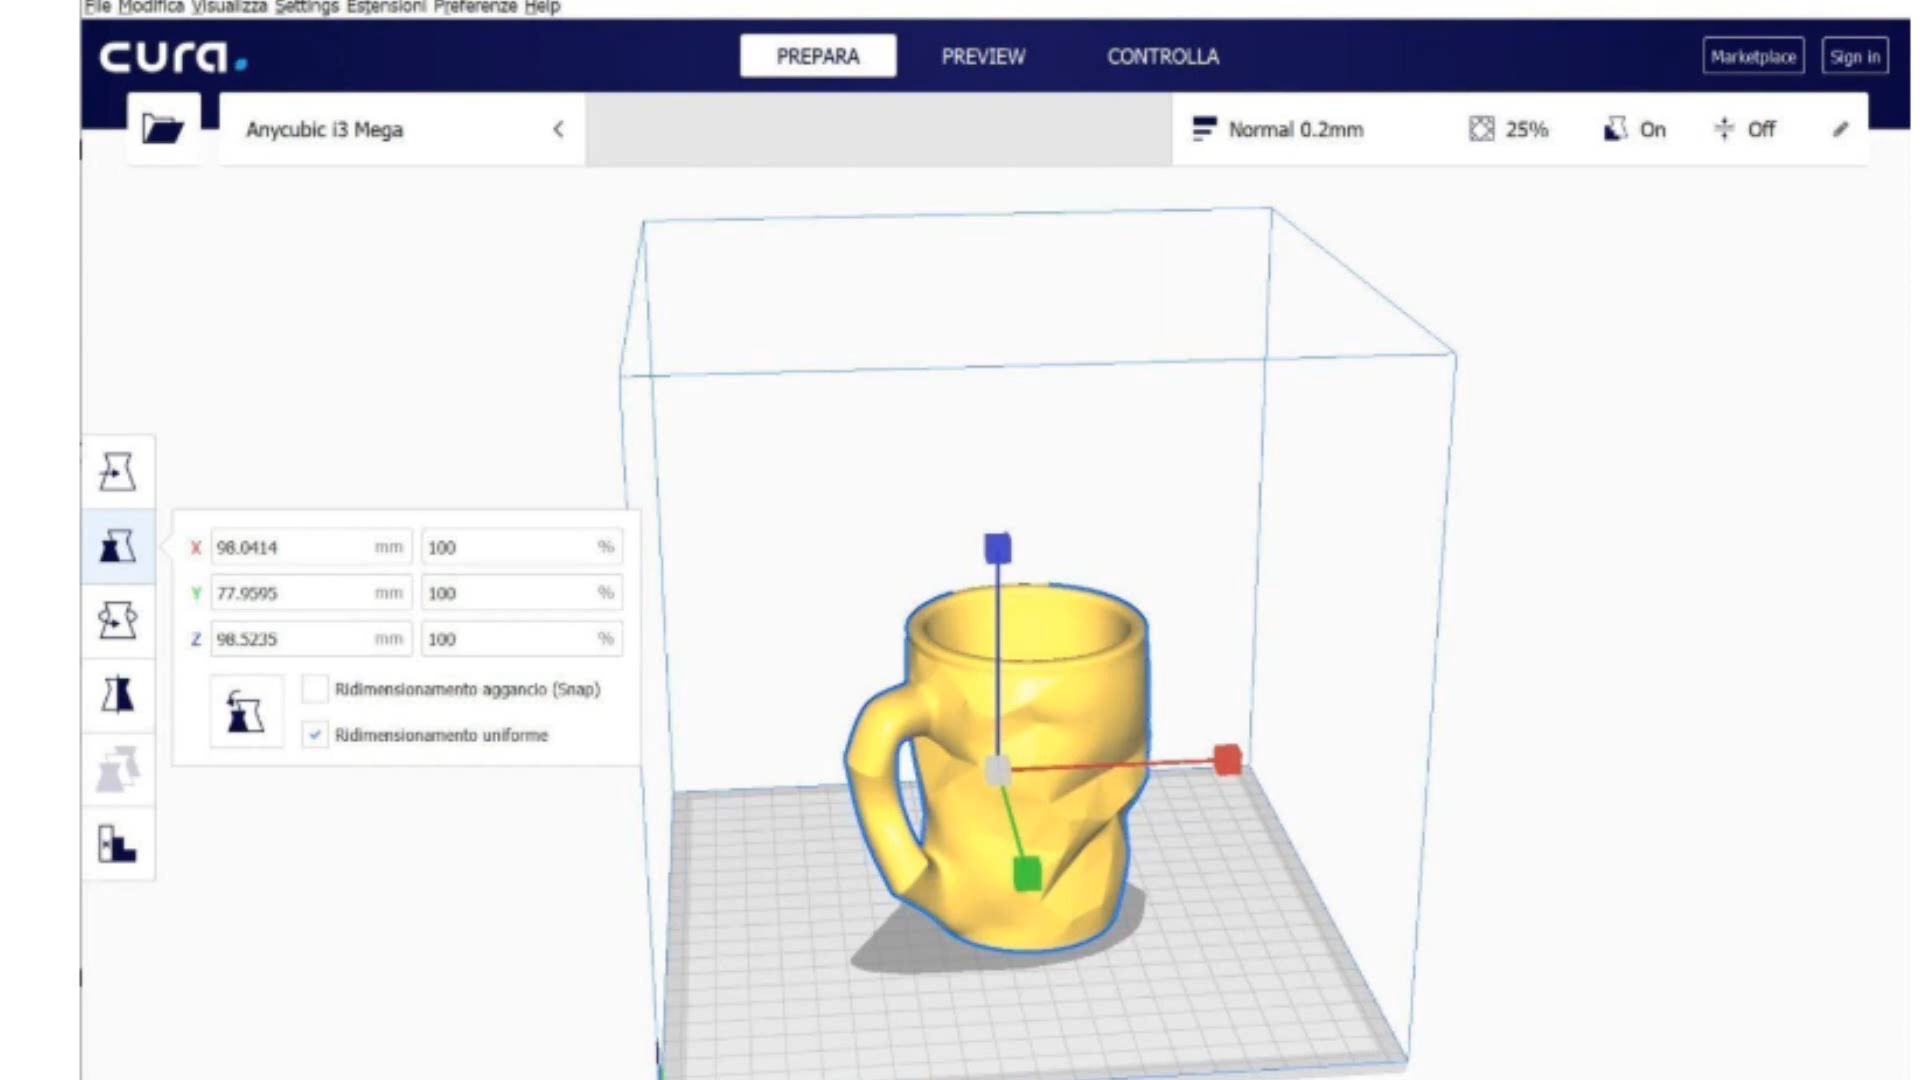 File Modifica Visualizza Settings Estensioni Preferenze Help
cura.
PREPARA
PREVIEW
CONTROLLA
Marketplace
Sign in
Anycubic i3 Mega
Normal 0.2mm
25%
On
Off
X 98.0414 mm 100 %
Y 77.9595 mm 100 %
Z 98.5235 mm 100 %
Ridimensionamento aggancio (Snap)
Ridimensionamento uniforme